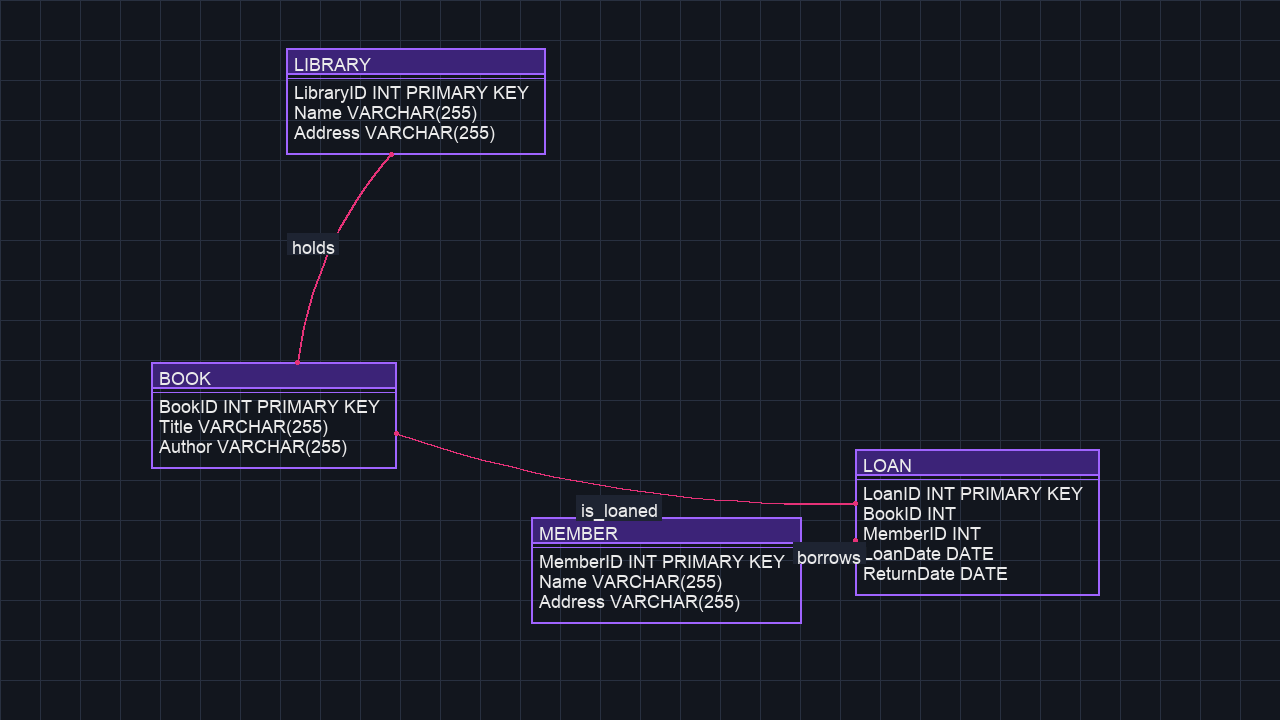 LIBRARY
LibraryID INT PRIMARY KEY
Name VARCHAR(255)
Address VARCHAR(255)
holds
BOOK
BookID INT PRIMARY KEY
Title VARCHAR(255)
Author VARCHAR(255)
is_loaned
MEMBER
MemberID INT PRIMARY KEY
Name VARCHAR(255)
Address VARCHAR(255)
borrows
LOAN
LoanID INT PRIMARY KEY
BookID INT
MemberID INT
LoanDate DATE
ReturnDate DATE